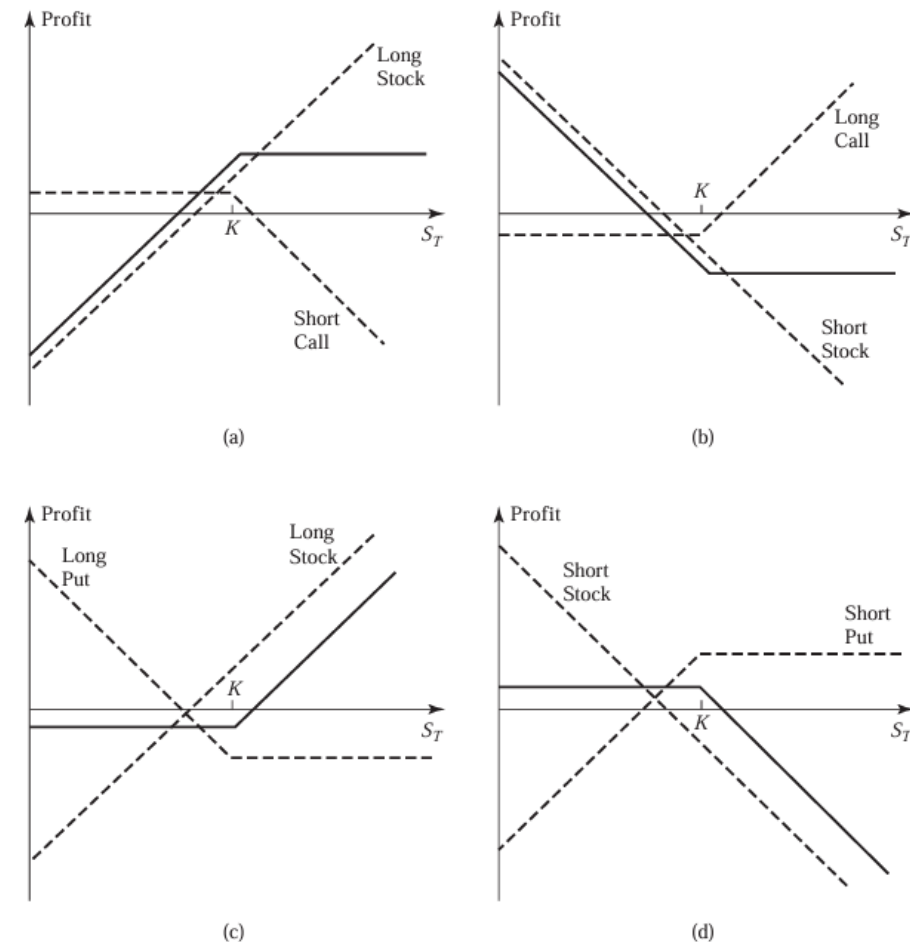 Profit
Long
Stock
K
S_T
Short
Call
(a)
Profit
Long
Call
K
S_T
Short
Stock
(b)
Profit
Long
Put
Long
Stock
K
S_T
(c)
Profit
Short
Stock
Short
Put
K
S_T
(d)